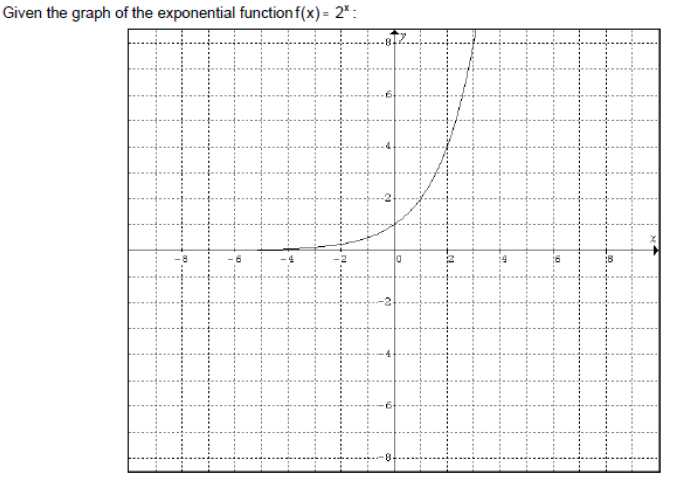 Given the graph of the exponential function f(x) = 2ˣ :
8 y
6
4
2
x
-8 -6 -4 -2 0 2 4 6 8
-2
-4
-6
-8